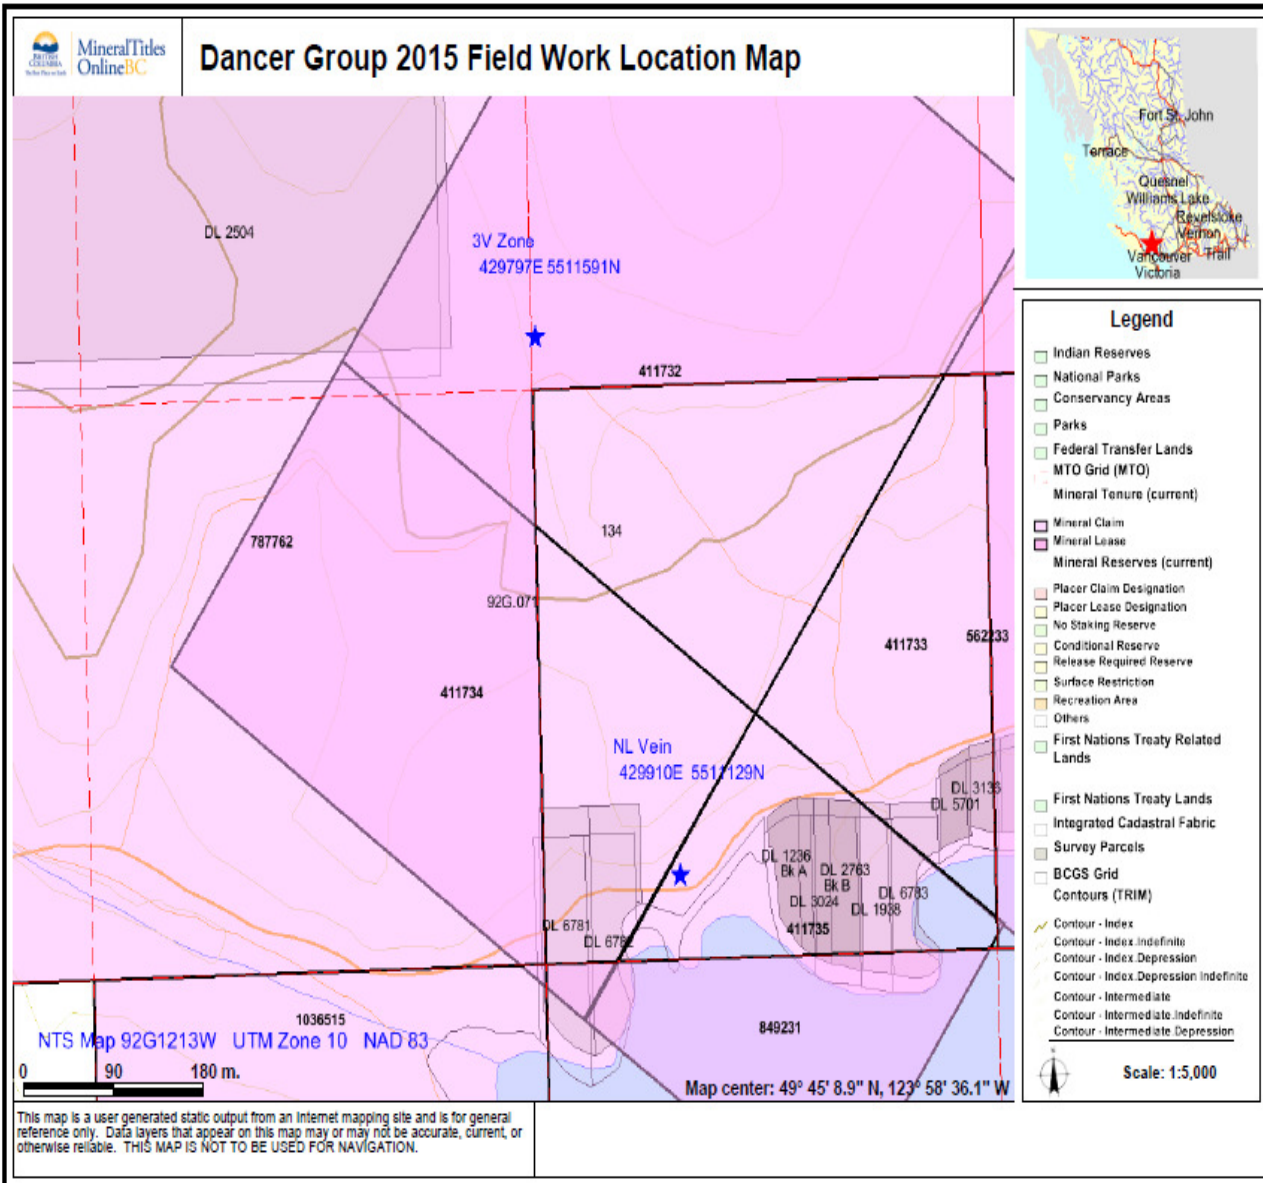 BRITISH
COLUMBIA
The Best Place on Earth
MineralTitles
OnlineBC
Dancer Group 2015 Field Work Location Map
Fort St. John
Terrace
Quesnel
Williams Lake
Revelstoke
Vernon
Vancouver
Trail
Victoria
DL 2504
3V Zone
429797E 5511591N
411732
787762
134
92G.071
411733
562233
411734
NL Vein
429910E 5511129N
DL 3136
DL 5701
DL 1236
Bk A
DL 2763
Bk B
DL 6783
DL 3024
DL 1938
411735
DL 6781
DL 6782
1036515
849231
NTS Map 92G1213W UTM Zone 10 NAD 83
0 90 180 m.
Map center: 49° 45' 8.9" N, 123° 58' 36.1" W
Legend
Indian Reserves
National Parks
Conservancy Areas
Parks
Federal Transfer Lands
MTO Grid (MTO)
Mineral Tenure (current)
Mineral Claim
Mineral Lease
Mineral Reserves (current)
Placer Claim Designation
Placer Lease Designation
No Staking Reserve
Conditional Reserve
Release Required Reserve
Surface Restriction
Recreation Area
Others
First Nations Treaty Related
Lands
First Nations Treaty Lands
Integrated Cadastral Fabric
Survey Parcels
BCGS Grid
Contours (TRIM)
Contour - Index
Contour - Index.Indefinite
Contour - Index.Depression
Contour - Index.Depression Indefinite
Contour - Intermediate
Contour - Intermediate.Indefinite
Contour - Intermediate.Depression
N
Scale: 1:5,000
This map is a user generated static output from an Internet mapping site and is for general
reference only. Data layers that appear on this map may or may not be accurate, current, or
otherwise reliable. THIS MAP IS NOT TO BE USED FOR NAVIGATION.